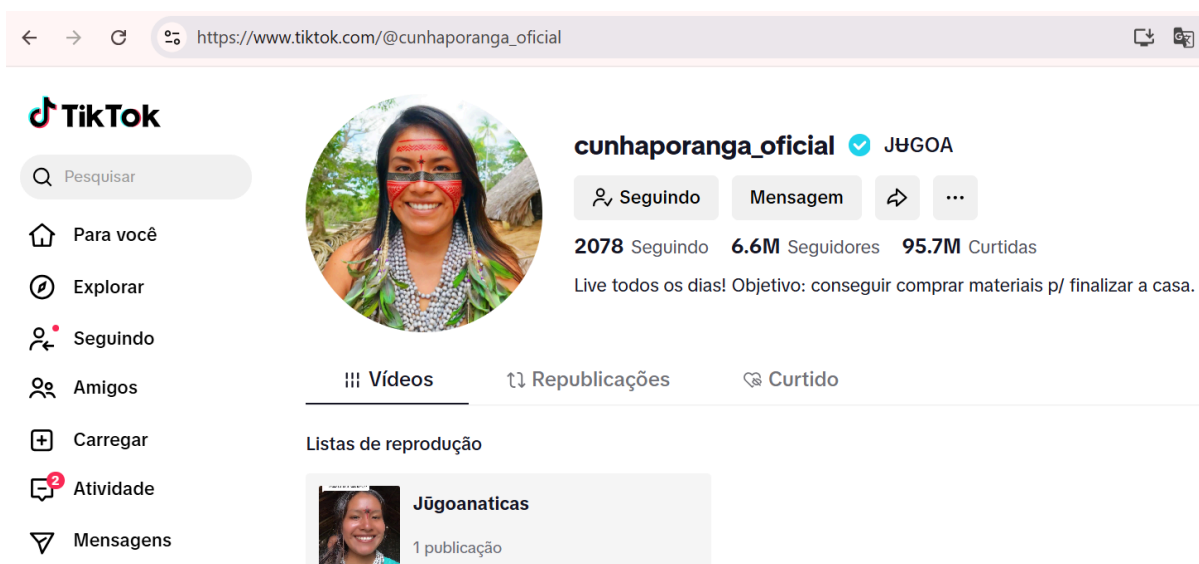 https://www.tiktok.com/@cunhaporanga_oficial
TikTok
Pesquisar
Para você
Explorar
Seguindo
Amigos
Carregar
2
Atividade
Mensagens
cunhaporanga_oficial JʉGOA
Seguindo Mensagem ...
2078 Seguindo 6.6M Seguidores 95.7M Curtidas
Live todos os dias! Objetivo: conseguir comprar materiais p/ finalizar a casa.
Vídeos Republicações Curtido
Listas de reprodução
Jūgoanaticas
1 publicação